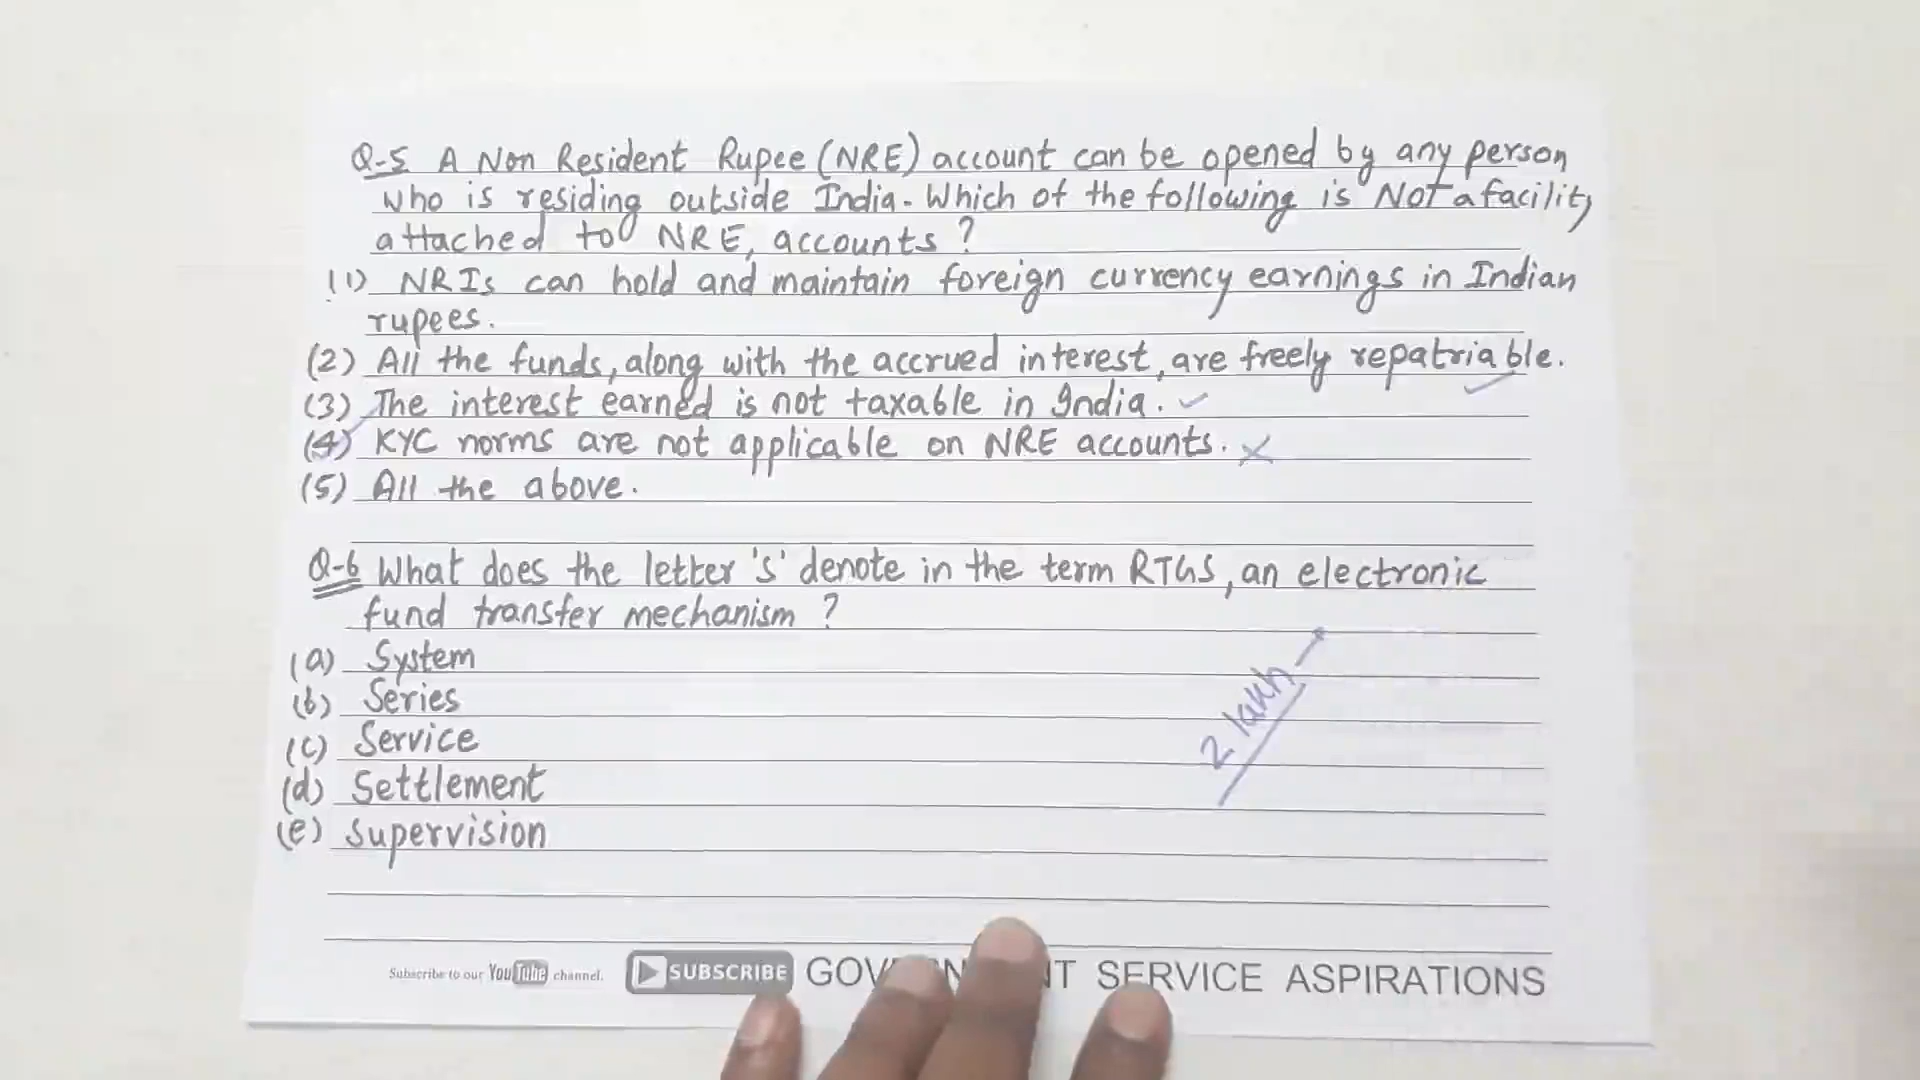 Q-5 A Non Resident Rupee (NRE) account can be opened by any person
who is residing outside India. Which of the following is Not a facility
attached to NRE, accounts ?
(1) NRIs can hold and maintain foreign currency earnings in Indian
rupees.
(2) All the funds, along with the accrued interest, are freely repatriable.
(3) The interest earned is not taxable in India.
(4) KYC norms are not applicable on NRE accounts.
(5) All the above.
Q-6 What does the letter 's' denote in the term RTGS, an electronic
fund transfer mechanism ?
(a) System
(b) Series
(c) Service
(d) Settlement
(e) Supervision
2 lakh
Subscribe to our YouTube channel. SUBSCRIBE SERVICE ASPIRATIONS